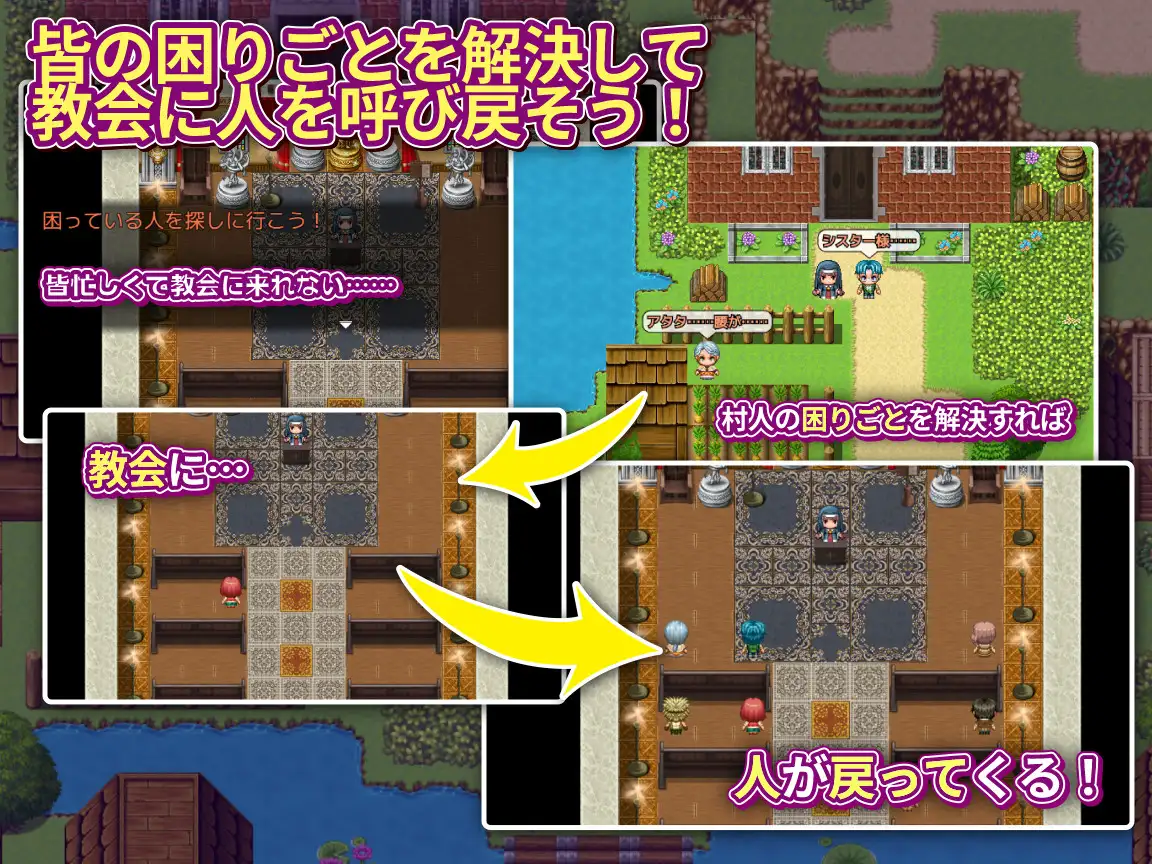 皆の困りごとを解決して
教会に人を呼び戻そう！
困っている人を探しに行こう！
皆忙しくて教会に来れない……
シスター様……
アタタ……腰が……
村人の困りごとを解決すれば
教会に…
人が戻ってくる！